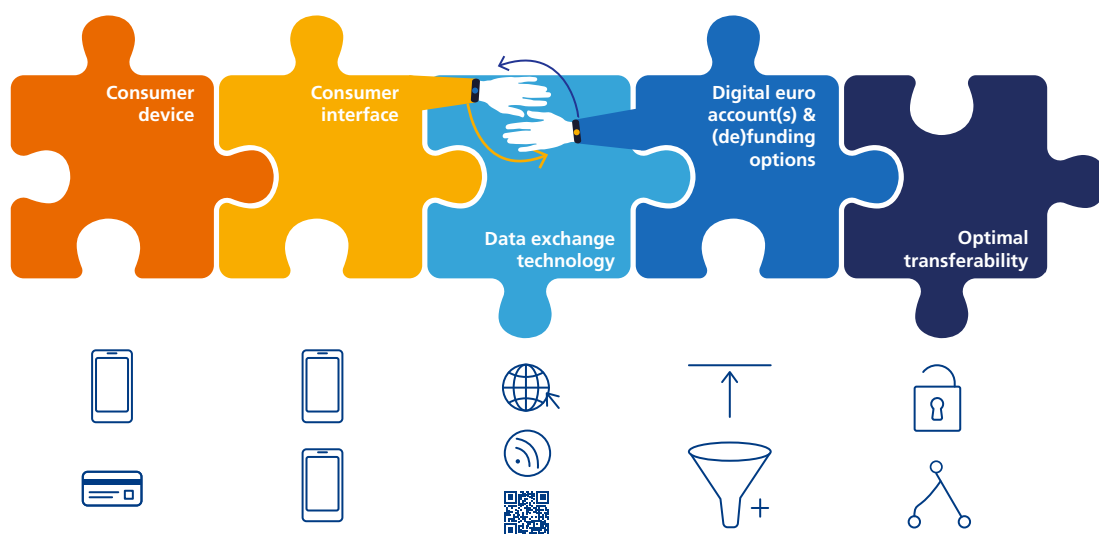 Consumer
device
Consumer
interface
Data exchange
technology
Digital euro
account(s) &
(de)funding
options
Optimal
transferability